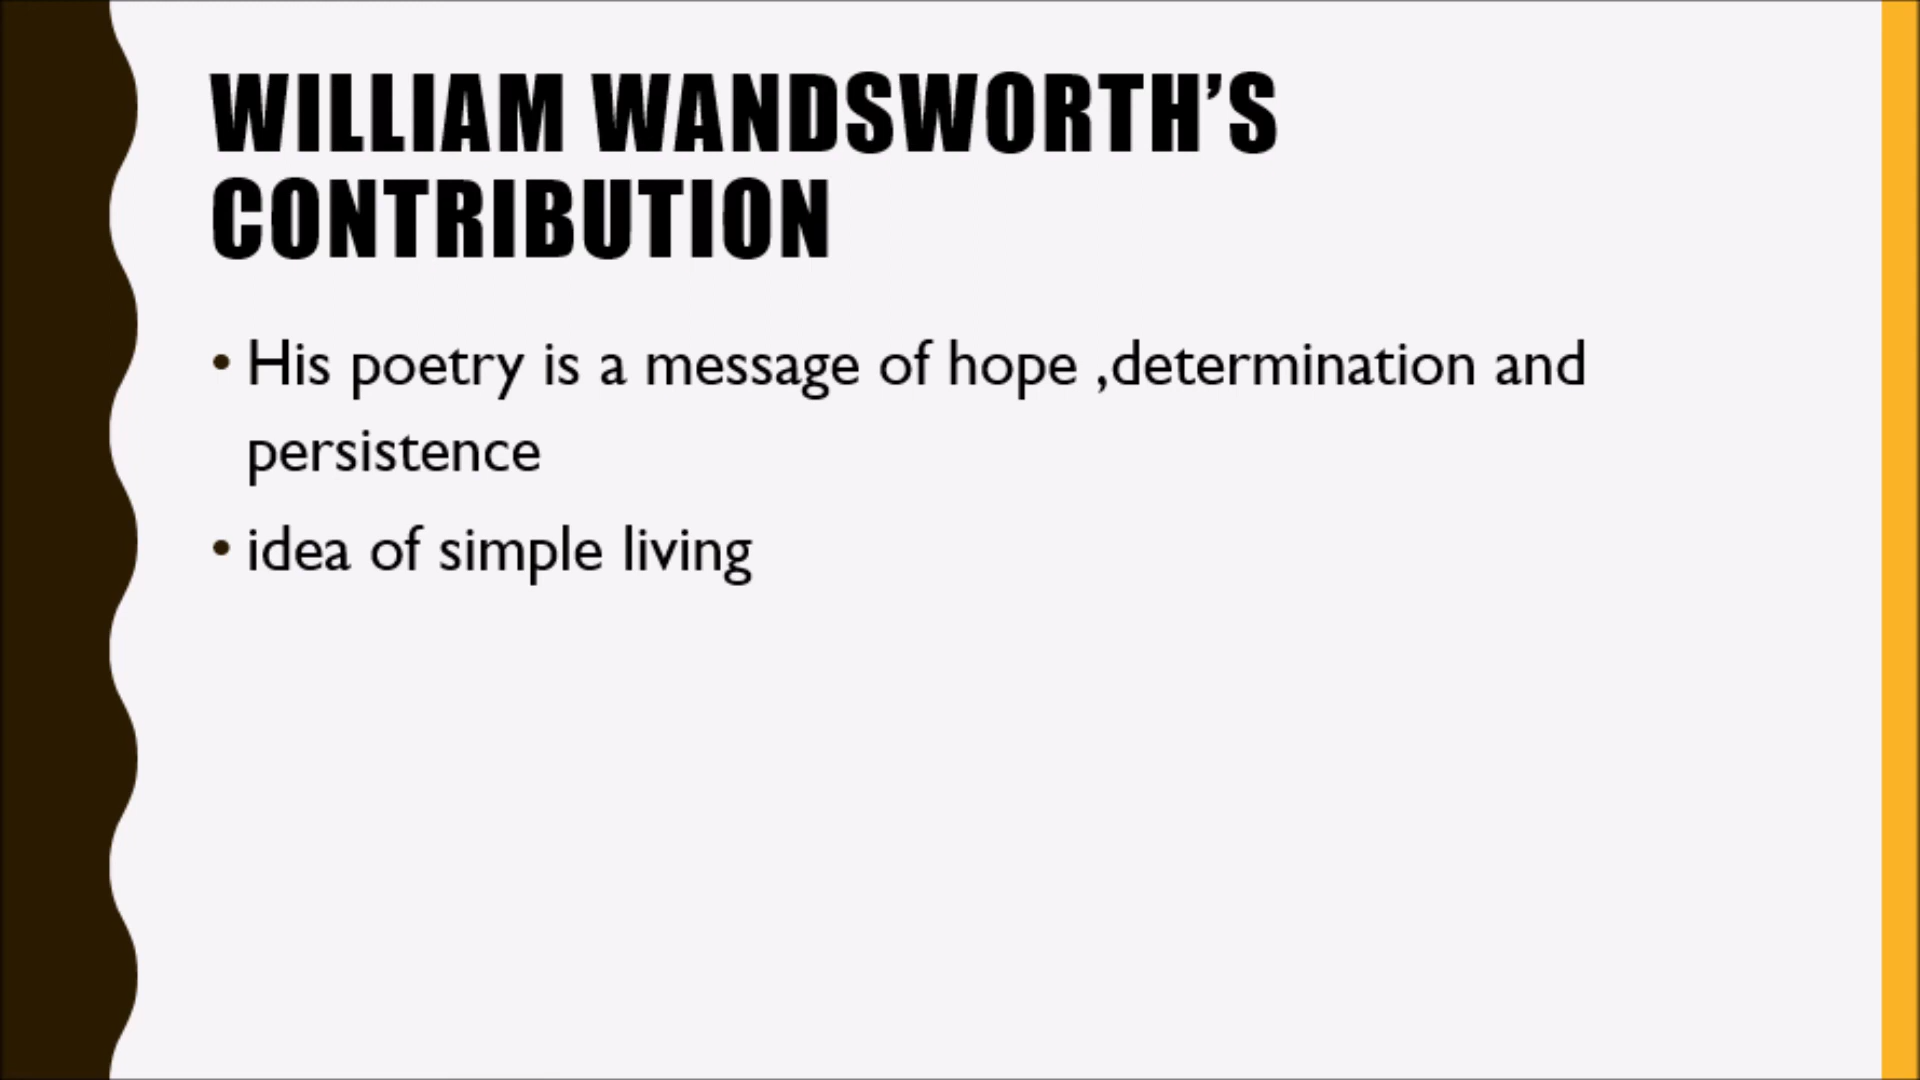 WILLIAM WANDSWORTH’S
CONTRIBUTION
• His poetry is a message of hope ,determination and
persistence
• idea of simple living